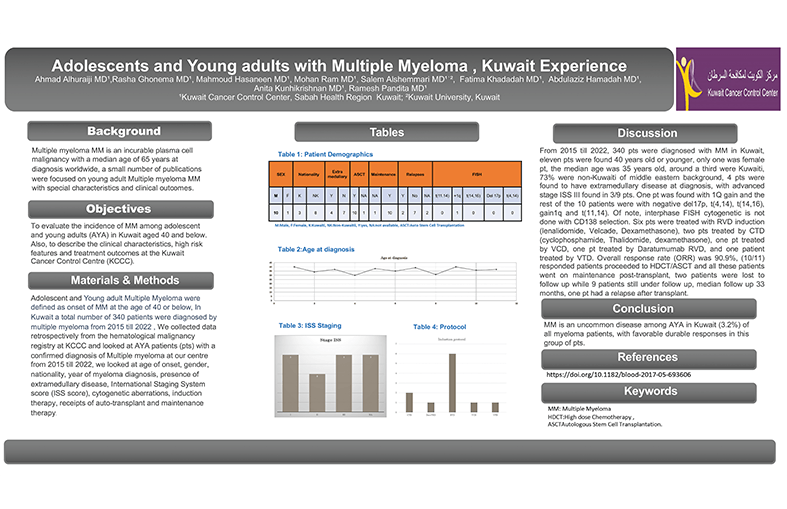 Adolescents and Young adults with Multiple Myeloma , Kuwait Experience
Ahmad Alhuraiji MD¹,Rasha Ghonema MD¹, Mahmoud Hasaneen MD¹, Mohan Ram MD¹, Salem Alshemmari MD¹ ², Fatima Khadadah MD¹, Abdulaziz Hamadah MD¹,
Anita Kunhikrishnan MD¹, Ramesh Pandita MD¹
¹Kuwait Cancer Control Center, Sabah Health Region Kuwait; ²Kuwait University, Kuwait
مركز الكويت لمكافحة السرطان
Kuwait Cancer Control Center
Background
Multiple myeloma MM is an incurable plasma cell
malignancy with a median age of 65 years at
diagnosis worldwide, a small number of publications
were focused on young adult Multiple myeloma MM
with special characteristics and clinical outcomes.
Objectives
To evaluate the incidence of MM among adolescent
and young adults (AYA) in Kuwait aged 40 and below.
Also, to describe the clinical characteristics, high risk
features and treatment outcomes at the Kuwait
Cancer Control Centre (KCCC).
Materials & Methods
Adolescent and Young adult Multiple Myeloma were
defined as onset of MM at the age of 40 or below, In
Kuwait a total number of 340 patients were diagnosed by
multiple myeloma from 2015 till 2022 , We collected data
retrospectively from the hematological malignancy
registry at KCCC and looked at AYA patients (pts) with a
confirmed diagnosis of Multiple myeloma at our centre
from 2015 till 2022, we looked at age of onset, gender,
nationality, year of myeloma diagnosis, presence of
extramedullary disease, International Staging System
score (ISS score), cytogenetic aberrations, induction
therapy, receipts of auto-transplant and maintenance
therapy.
Tables
Table 1: Patient Demographics
SEX Nationality Extra medullary ASCT Maintenance Relapse FISH
M F K NK Y N Y NA NA Y Y No NA t(11,14) +1q t(14,16) Del 17p t(4,14)
10 1 3 8 4 7 10 1 1 10 2 7 2 0 1 0 0 0
M:Male, F:Female, K:Kuwaiti, NK:Non-Kuwaiti, Y:yes, NA:not available, ASCT:Auto Stem Cell Transplantation
Table 2:Age at diagnosis
Age at diagnosis
Table 3: ISS Staging
Stage ISS
Table 4: Protocol
Discussion
From 2015 till 2022, 340 pts were diagnosed with MM in Kuwait,
eleven pts were found 40 years old or younger, only one was female
pt, the median age was 35 years old, around a third were Kuwaiti,
73% were non-Kuwaiti of middle eastern background, 4 pts were
found to have extramedullary disease at diagnosis, with advanced
stage ISS III found in 3/9 pts. One pt was found with 1Q gain and the
rest of the 10 patients were with negative del17p, t(4,14), t(14,16),
gain1q and t(11,14). Of note, interphase FISH cytogenetic is not
done with CD138 selection. Six pts were treated with RVD induction
(lenalidomide, Velcade, Dexamethasone), two pts treated by CTD
(cyclophosphamide, Thalidomide, dexamethasone), one pt treated
by VCD, one pt treated by Daratumumab RVD, and one patient
treated by VTD. Overall response rate (ORR) was 90.9%, (10/11)
responded patients proceeded to HDCT/ASCT and all these patients
went on maintenance post-transplant, two patients were lost to
follow up while 9 patients still under follow up, median follow up 33
months, one pt had a relapse after transplant.
Conclusion
MM is an uncommon disease among AYA in Kuwait (3.2%) of
all myeloma patients, with favorable durable responses in this
group of pts.
References
https://doi.org/10.1182/blood-2017-05-693606
Keywords
MM: Multiple Myeloma
HDCT:High dose Chemotherapy ,
ASCTAutologous Stem Cell Transplantation.